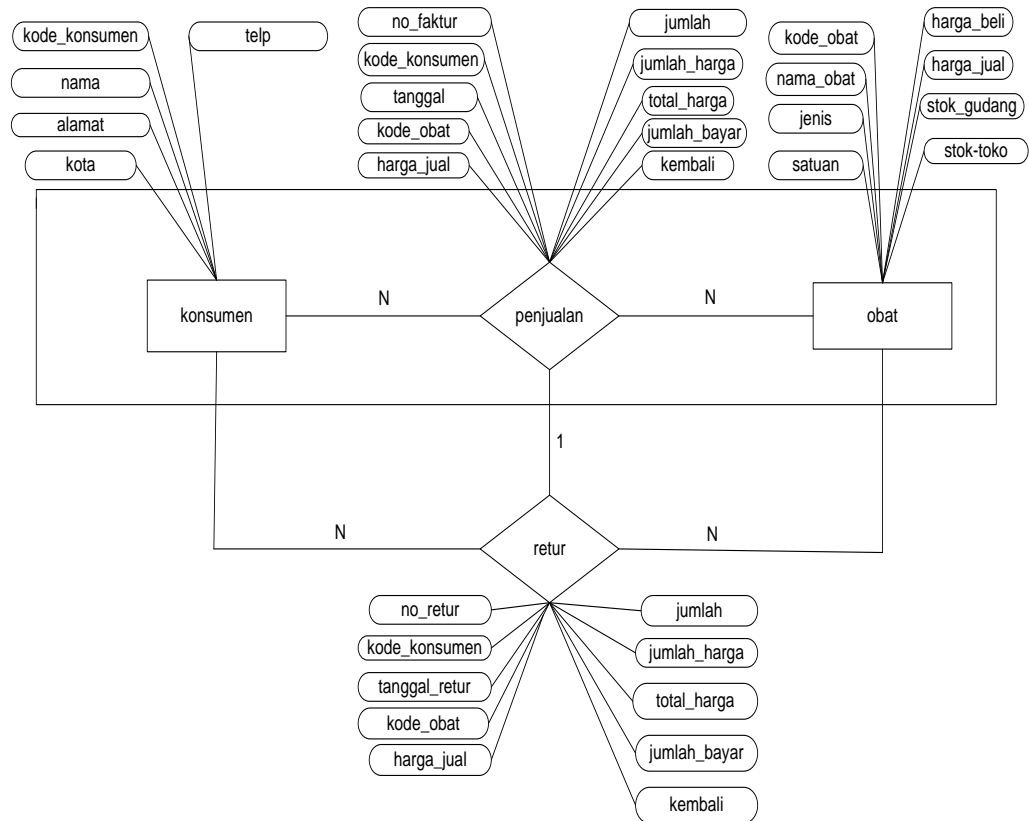 kode_konsumen
telp
nama
alamat
kota
no_faktur
kode_konsumen
tanggal
kode_obat
harga_jual
jumlah
jumlah_harga
total_harga
jumlah_bayar
kembali
kode_obat
nama_obat
jenis
satuan
harga_beli
harga_jual
stok_gudang
stok-toko
konsumen
N
penjualan
N
obat
1
N
retur
N
no_retur
kode_konsumen
tanggal_retur
kode_obat
harga_jual
jumlah
jumlah_harga
total_harga
jumlah_bayar
kembali